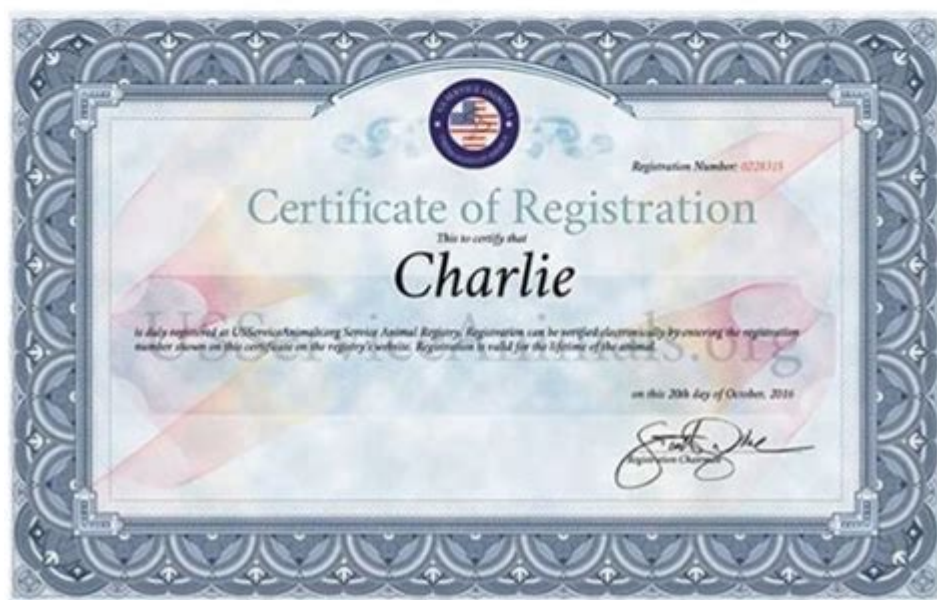 US SERVICE ANIMALS
Registration Number: 0228315
Certificate of Registration
This to certify that
Charlie
is duly registered at USServiceAnimals.org Service Animal Registry. Registration can be verified electronically by entering the registration
number shown on this certificate on the registry's website. Registration is valid for the lifetime of the animal.
USServiceAnimals.org
on this 20th day of October, 2016
Registration Chairman